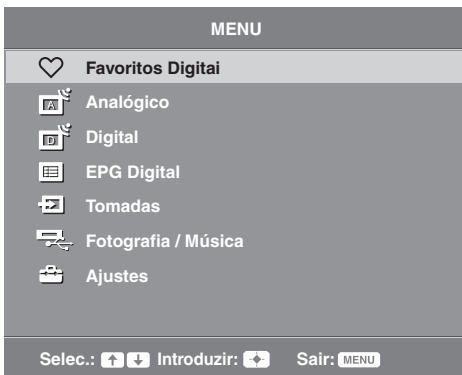 MENU
Favoritos Digitai
A Analógico
D Digital
EPG Digital
Tomadas
Fotografia / Música
Ajustes
Selec.: Introduzir: Sair: MENU